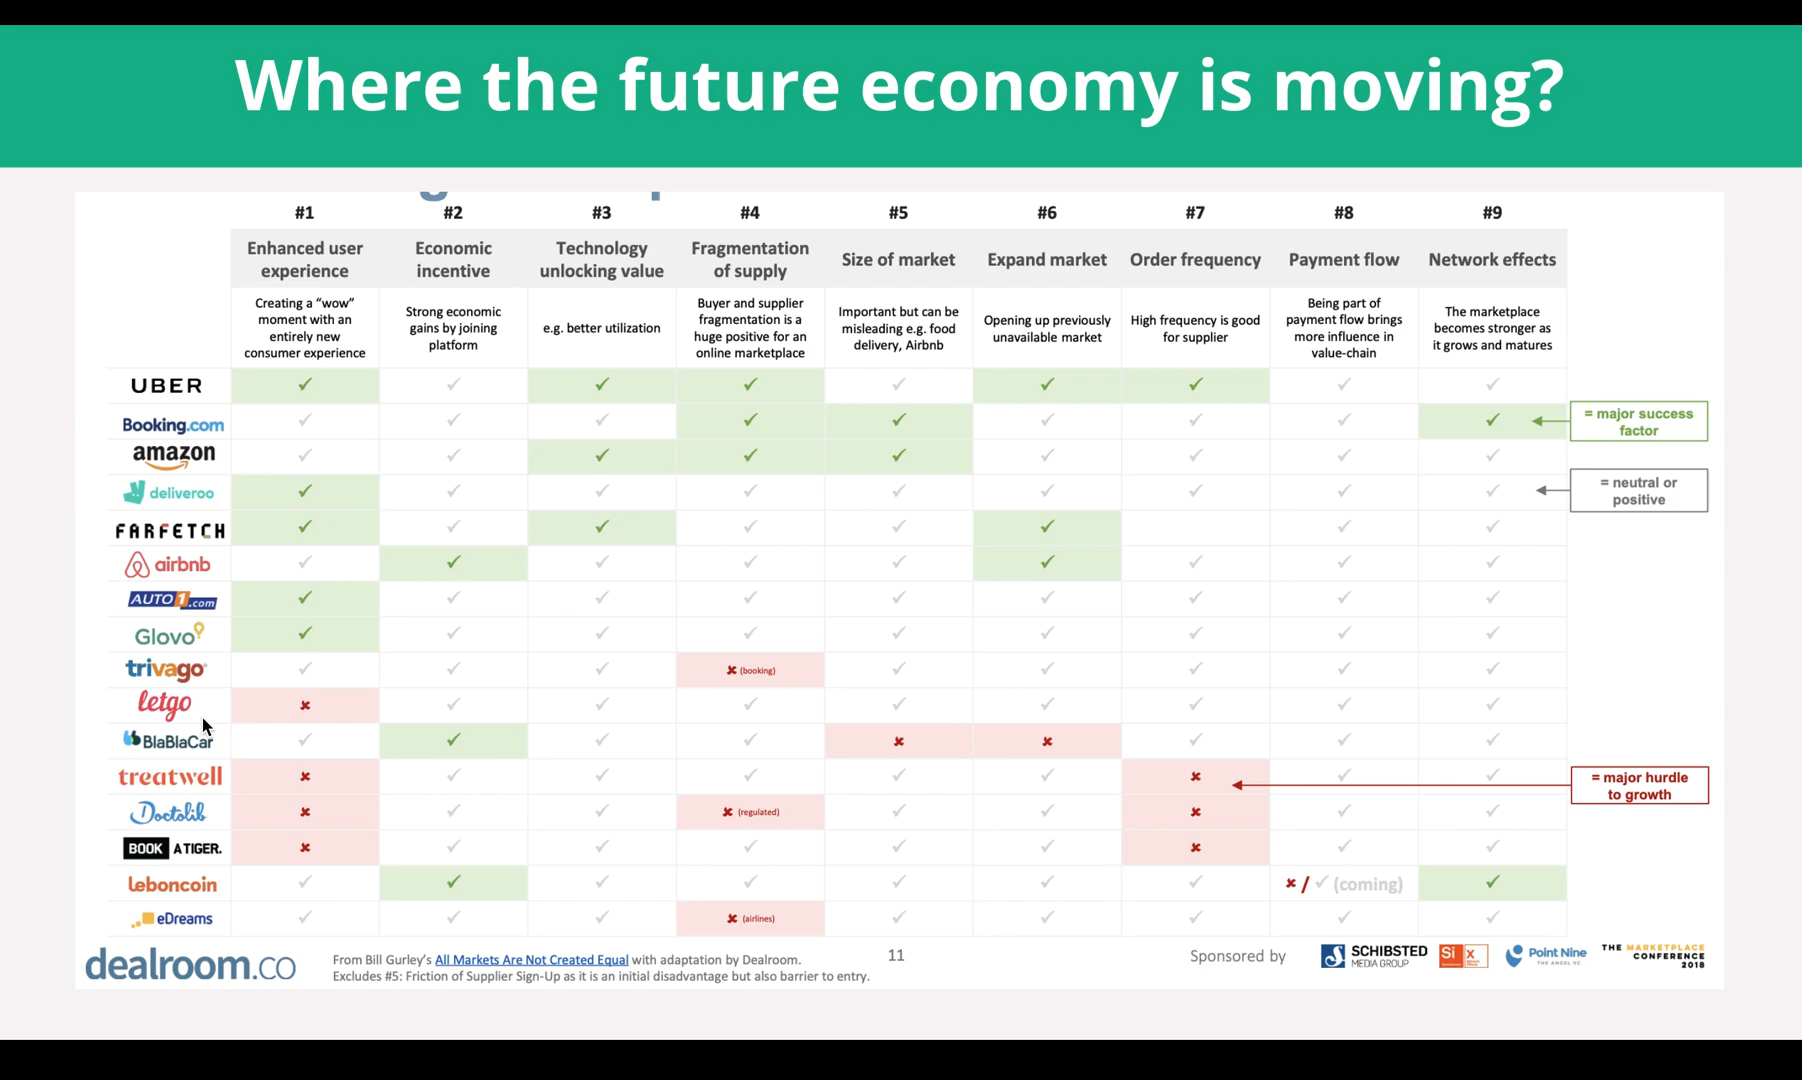 Where the future economy is moving?
#1 #2 #3 #4 #5 #6 #7 #8 #9
Enhanced user experience
Economic incentive
Technology unlocking value
Fragmentation of supply
Size of market
Expand market
Order frequency
Payment flow
Network effects
Creating a “wow” moment with an entirely new consumer experience
Strong economic gains by joining platform
e.g. better utilization
Buyer and supplier fragmentation is a huge positive for an online marketplace
Important but can be misleading e.g. food delivery, Airbnb
Opening up previously unavailable market
High frequency is good for supplier
Being part of payment flow brings more influence in value-chain
The marketplace becomes stronger as it grows and matures
UBER ✓ ✓ ✓ ✓ ✓ ✓ ✓ ✓ ✓
Booking.com ✓ ✓ ✓ ✓ ✓ ✓ ✓ ✓ ✓
= major success factor
amazon ✓ ✓ ✓ ✓ ✓ ✓ ✓ ✓ ✓
deliveroo ✓ ✓ ✓ ✓ ✓ ✓ ✓ ✓ ✓
= neutral or positive
FARFETCH ✓ ✓ ✓ ✓ ✓ ✓ ✓ ✓
airbnb ✓ ✓ ✓ ✓ ✓ ✓ ✓ ✓ ✓
AUTO1.com ✓ ✓ ✓ ✓ ✓ ✓ ✓ ✓ ✓
Glovo ✓ ✓ ✓ ✓ ✓ ✓ ✓ ✓ ✓
trivago ✓ ✓ ✓ ✘ (booking) ✓ ✓ ✓ ✓ ✓
letgo ✘ ✓ ✓ ✓ ✓ ✓ ✓ ✓ ✓
BlaBlaCar ✓ ✓ ✓ ✓ ✘ ✘ ✓ ✓ ✓
treatwell ✘ ✓ ✓ ✓ ✓ ✓ ✘ ✓ ✓
= major hurdle to growth
Doctolib ✘ ✓ ✓ ✘ (regulated) ✓ ✓ ✘ ✓ ✓
BOOK A TIGER. ✘ ✓ ✓ ✓ ✓ ✓ ✘ ✓ ✓
leboncoin ✓ ✓ ✓ ✓ ✓ ✓ ✓ ✘ / ✓ (coming) ✓
eDreams ✓ ✓ ✓ ✘ (airlines) ✓ ✓ ✓ ✓ ✓
dealroom.co
From Bill Gurley’s All Markets Are Not Created Equal with adaptation by Dealroom.
Excludes #5: Friction of Supplier Sign-Up as it is an initial disadvantage but also barrier to entry.
11
Sponsored by
SCHIBSTED
MEDIA GROUP
Si x
Point Nine
THE ANGEL VC
THE MARKETPLACE
CONFERENCE
2018